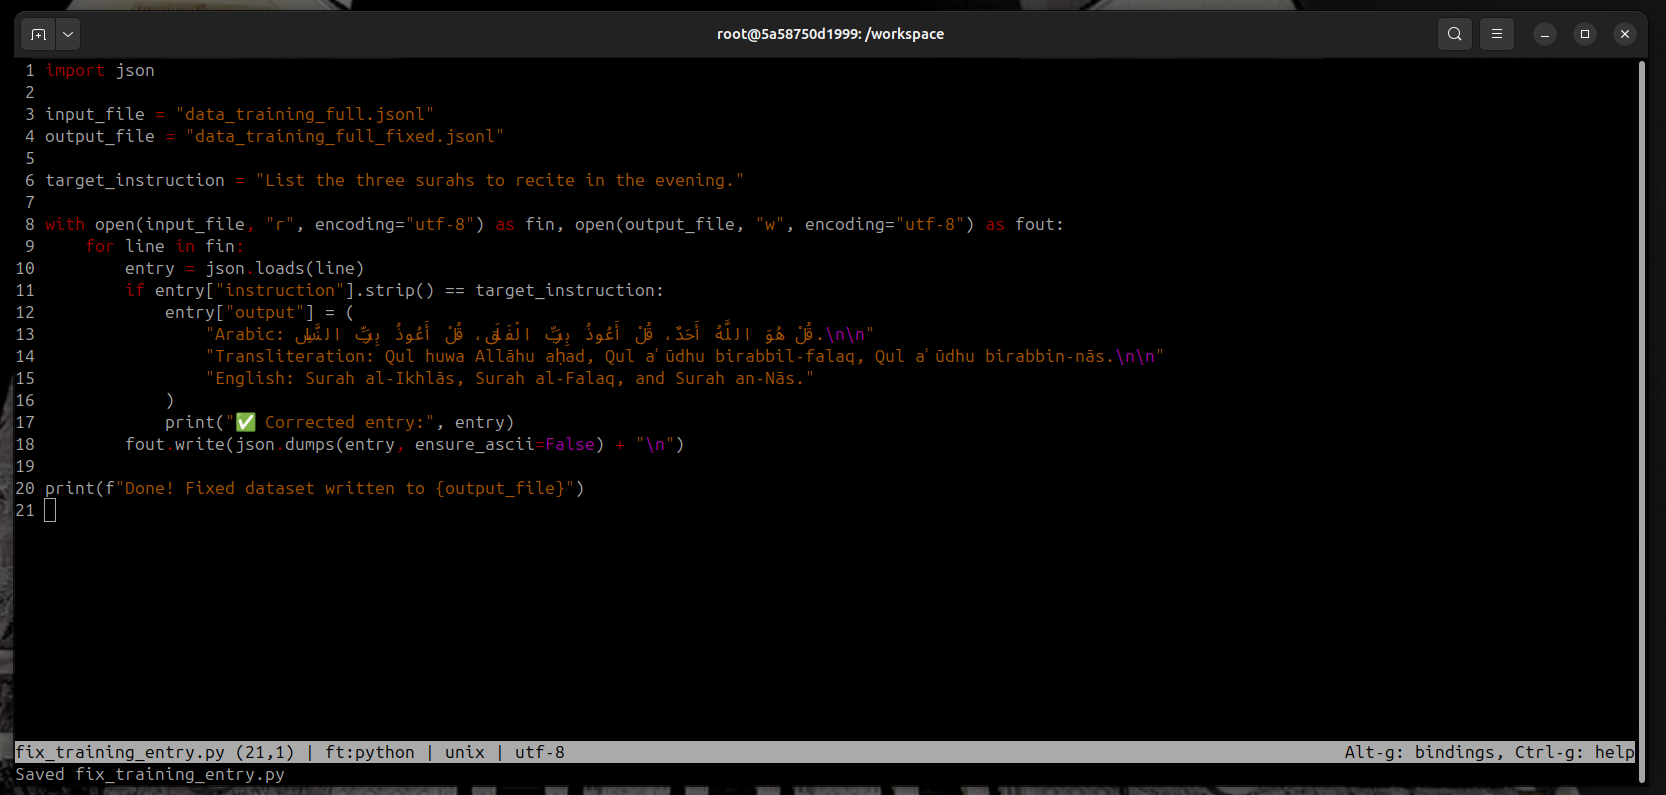 root@5a58750d1999: /workspace
1 import json
2
3 input_file = "data_training_full.jsonl"
4 output_file = "data_training_full_fixed.jsonl"
5
6 target_instruction = "List the three surahs to recite in the evening."
7
8 with open(input_file, "r", encoding="utf-8") as fin, open(output_file, "w", encoding="utf-8") as fout:
9     for line in fin:
10         entry = json.loads(line)
11         if entry["instruction"].strip() == target_instruction:
12             entry["output"] = (
13                 "Arabic: قُلْ هُوَ اللَّهُ أَحَدٌ، قُلْ أَعُوذُ بِرَبِّ الْفَلَقِ، قُلْ أَعُوذُ بِرَبِّ النَّاسِ.\n\n"
14                 "Transliteration: Qul huwa Allāhu aḥad, Qul aʿūdhu birabbil-falaq, Qul aʿūdhu birabbin-nās.\n\n"
15                 "English: Surah al-Ikhlās, Surah al-Falaq, and Surah an-Nās."
16             )
17             print("✅ Corrected entry:", entry)
18         fout.write(json.dumps(entry, ensure_ascii=False) + "\n")
19
20 print(f"Done! Fixed dataset written to {output_file}")
21
fix_training_entry.py (21,1) | ft:python | unix | utf-8 Alt-g: bindings, Ctrl-g: help
Saved fix_training_entry.py